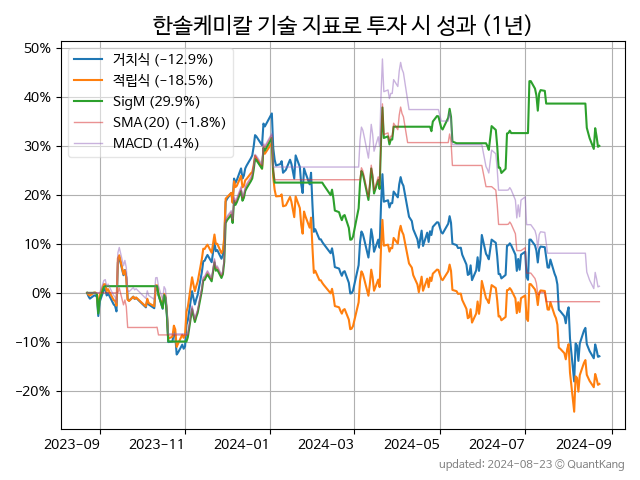 한솔케미칼 기술 지표로 투자 시 성과 (1년)
50%
40%
30%
20%
10%
0%
−10%
−20%
거치식 (−12.9%)
적립식 (−18.5%)
SigM (29.9%)
SMA(20) (−1.8%)
MACD (1.4%)
2023-09
2023-11
2024-01
2024-03
2024-05
2024-07
2024-09
updated: 2024-08-23 © QuantKang